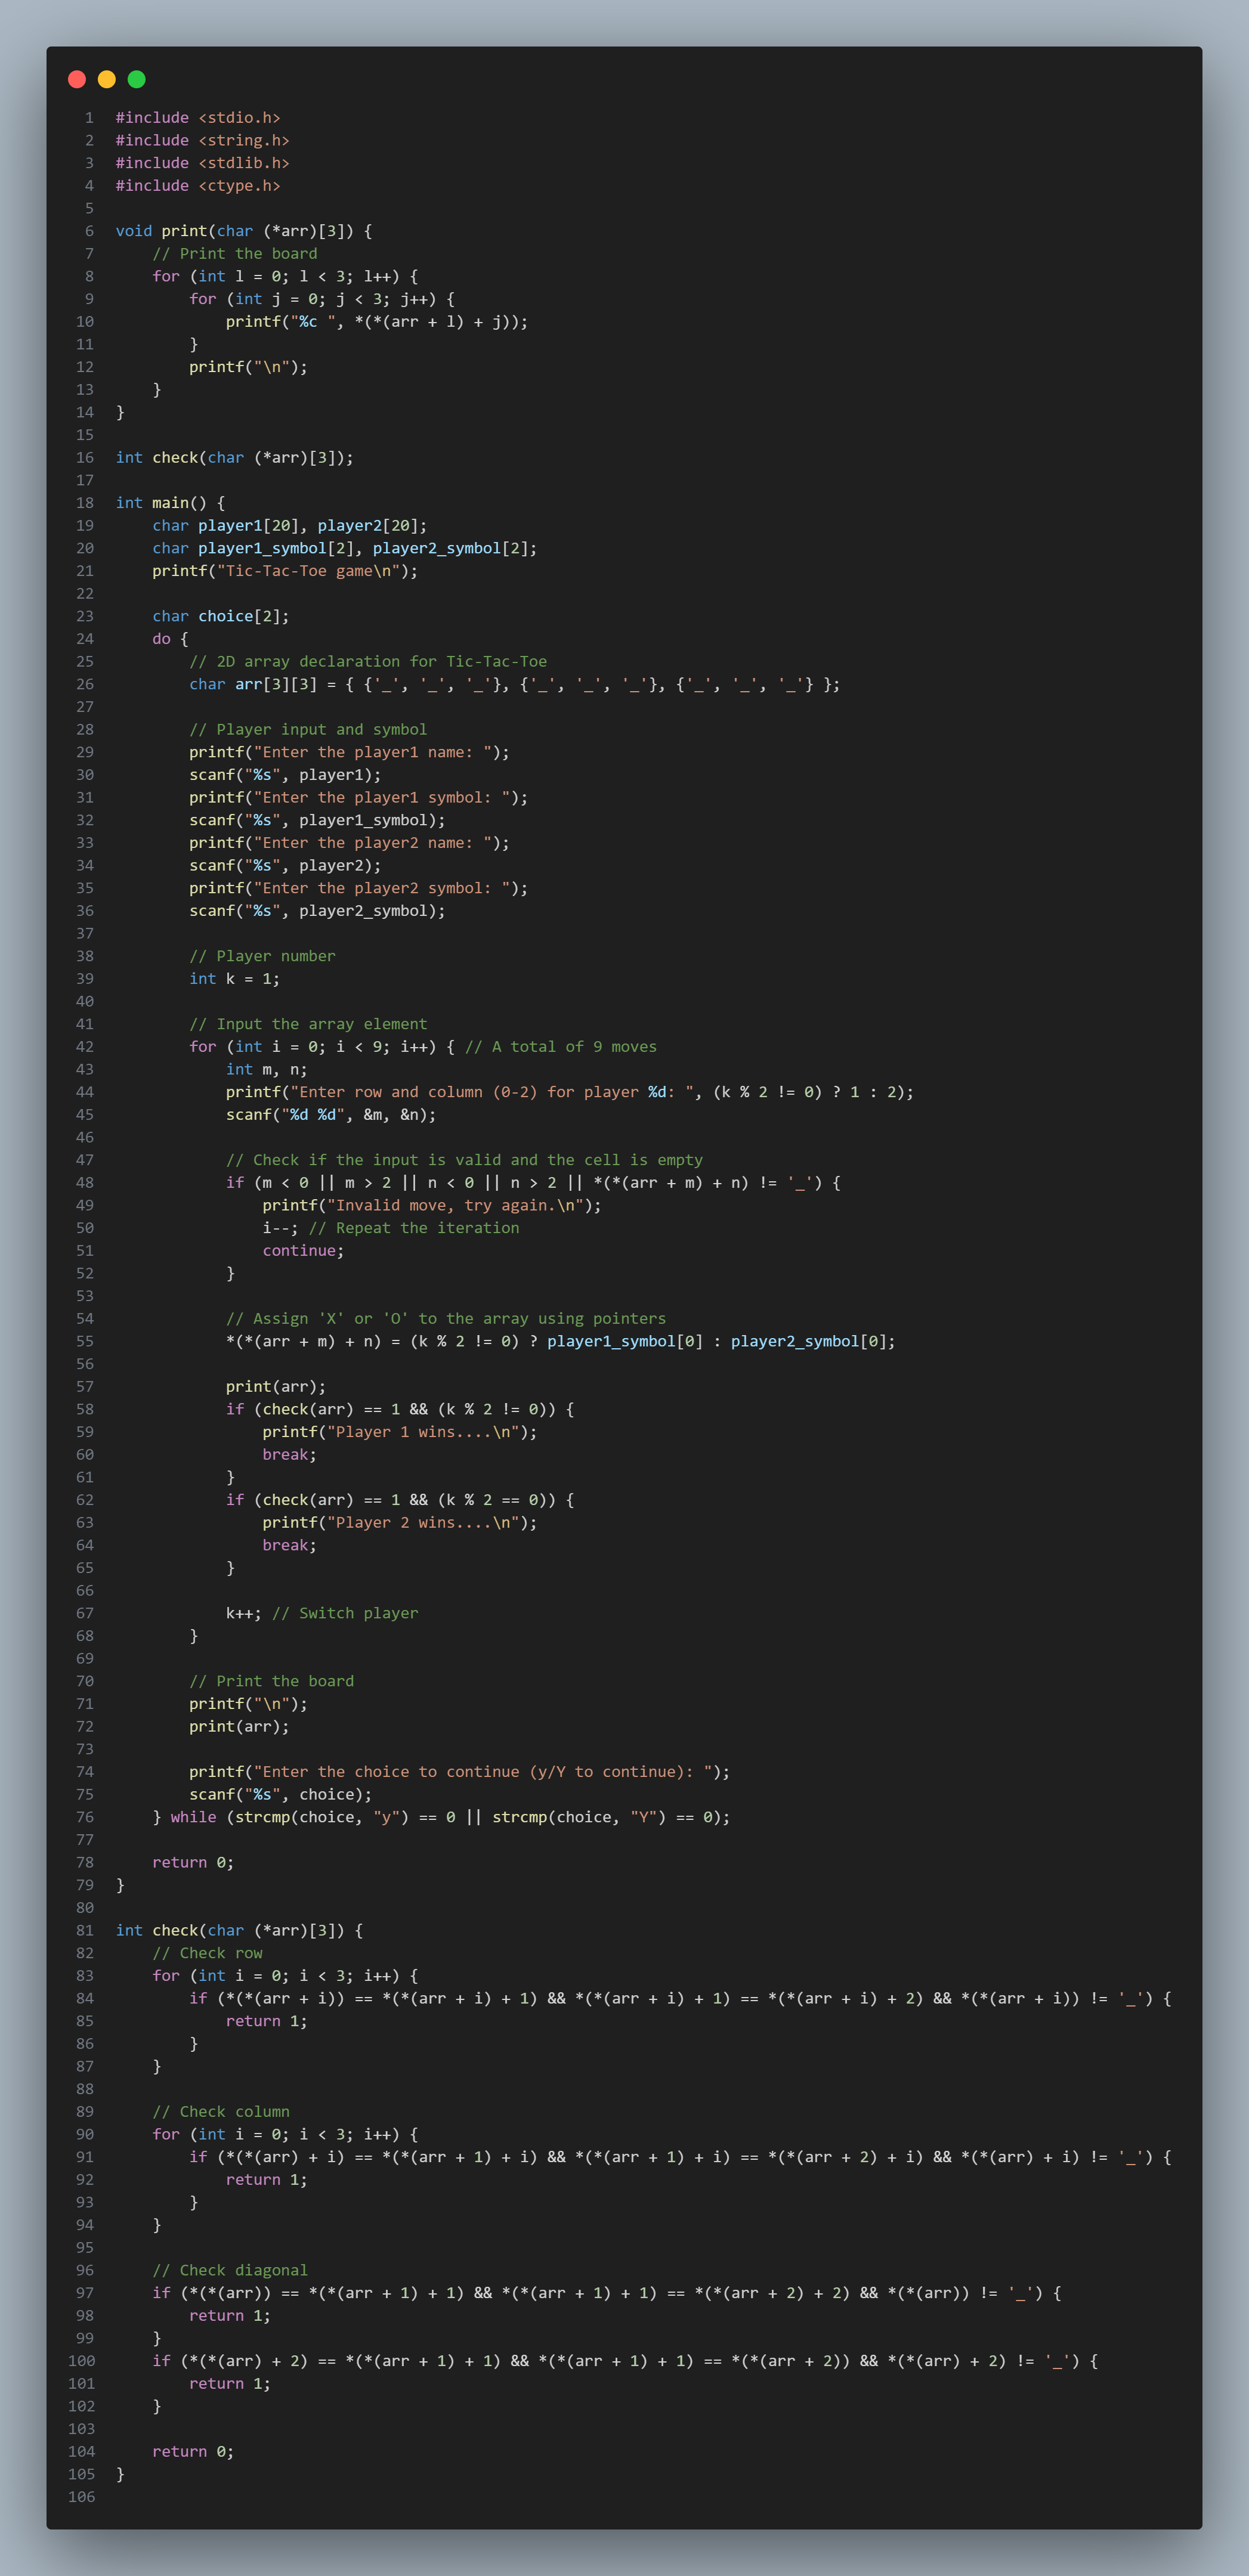 1 #include <stdio.h>
2 #include <string.h>
3 #include <stdlib.h>
4 #include <ctype.h>
5
6 void print(char (*arr)[3]) {
7     // Print the board
8     for (int l = 0; l < 3; l++) {
9         for (int j = 0; j < 3; j++) {
10             printf("%c ", *(*(arr + l) + j));
11         }
12         printf("\n");
13     }
14 }
15
16 int check(char (*arr)[3]);
17
18 int main() {
19     char player1[20], player2[20];
20     char player1_symbol[2], player2_symbol[2];
21     printf("Tic-Tac-Toe game\n");
22
23     char choice[2];
24     do {
25         // 2D array declaration for Tic-Tac-Toe
26         char arr[3][3] = { {'_', '_', '_'}, {'_', '_', '_'}, {'_', '_', '_'} };
27
28         // Player input and symbol
29         printf("Enter the player1 name: ");
30         scanf("%s", player1);
31         printf("Enter the player1 symbol: ");
32         scanf("%s", player1_symbol);
33         printf("Enter the player2 name: ");
34         scanf("%s", player2);
35         printf("Enter the player2 symbol: ");
36         scanf("%s", player2_symbol);
37
38         // Player number
39         int k = 1;
40
41         // Input the array element
42         for (int i = 0; i < 9; i++) { // A total of 9 moves
43             int m, n;
44             printf("Enter row and column (0-2) for player %d: ", (k % 2 != 0) ? 1 : 2);
45             scanf("%d %d", &m, &n);
46
47             // Check if the input is valid and the cell is empty
48             if (m < 0 || m > 2 || n < 0 || n > 2 || *(*(arr + m) + n) != '_') {
49                 printf("Invalid move, try again.\n");
50                 i--; // Repeat the iteration
51                 continue;
52             }
53
54             // Assign 'X' or 'O' to the array using pointers
55             *(*(arr + m) + n) = (k % 2 != 0) ? player1_symbol[0] : player2_symbol[0];
56
57             print(arr);
58             if (check(arr) == 1 && (k % 2 != 0)) {
59                 printf("Player 1 wins....\n");
60                 break;
61             }
62             if (check(arr) == 1 && (k % 2 == 0)) {
63                 printf("Player 2 wins....\n");
64                 break;
65             }
66
67             k++; // Switch player
68         }
69
70         // Print the board
71         printf("\n");
72         print(arr);
73
74         printf("Enter the choice to continue (y/Y to continue): ");
75         scanf("%s", choice);
76     } while (strcmp(choice, "y") == 0 || strcmp(choice, "Y") == 0);
77
78     return 0;
79 }
80
81 int check(char (*arr)[3]) {
82     // Check row
83     for (int i = 0; i < 3; i++) {
84         if (*(*(arr + i)) == *(*(arr + i) + 1) && *(*(arr + i) + 1) == *(*(arr + i) + 2) && *(*(arr + i)) != '_') {
85             return 1;
86         }
87     }
88
89     // Check column
90     for (int i = 0; i < 3; i++) {
91         if (*(*(arr) + i) == *(*(arr + 1) + i) && *(*(arr + 1) + i) == *(*(arr + 2) + i) && *(*(arr) + i) != '_') {
92             return 1;
93         }
94     }
95
96     // Check diagonal
97     if (*(*(arr)) == *(*(arr + 1) + 1) && *(*(arr + 1) + 1) == *(*(arr + 2) + 2) && *(*(arr)) != '_') {
98         return 1;
99     }
100     if (*(*(arr) + 2) == *(*(arr + 1) + 1) && *(*(arr + 1) + 1) == *(*(arr + 2)) && *(*(arr) + 2) != '_') {
101         return 1;
102     }
103
104     return 0;
105 }
106